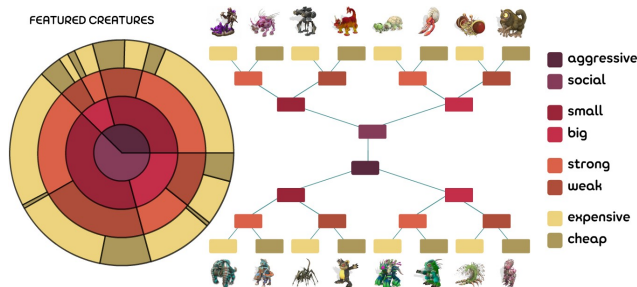 FEATURED CREATURES
aggressive
social
small
big
strong
weak
expensive
cheap